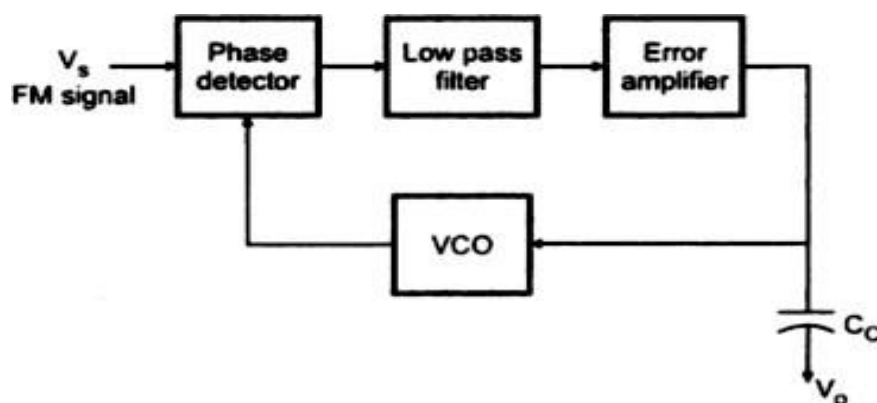 Phase
detector
Low pass
filter
Error
amplifier
Vs
FM signal
VCO
Cc
Vo